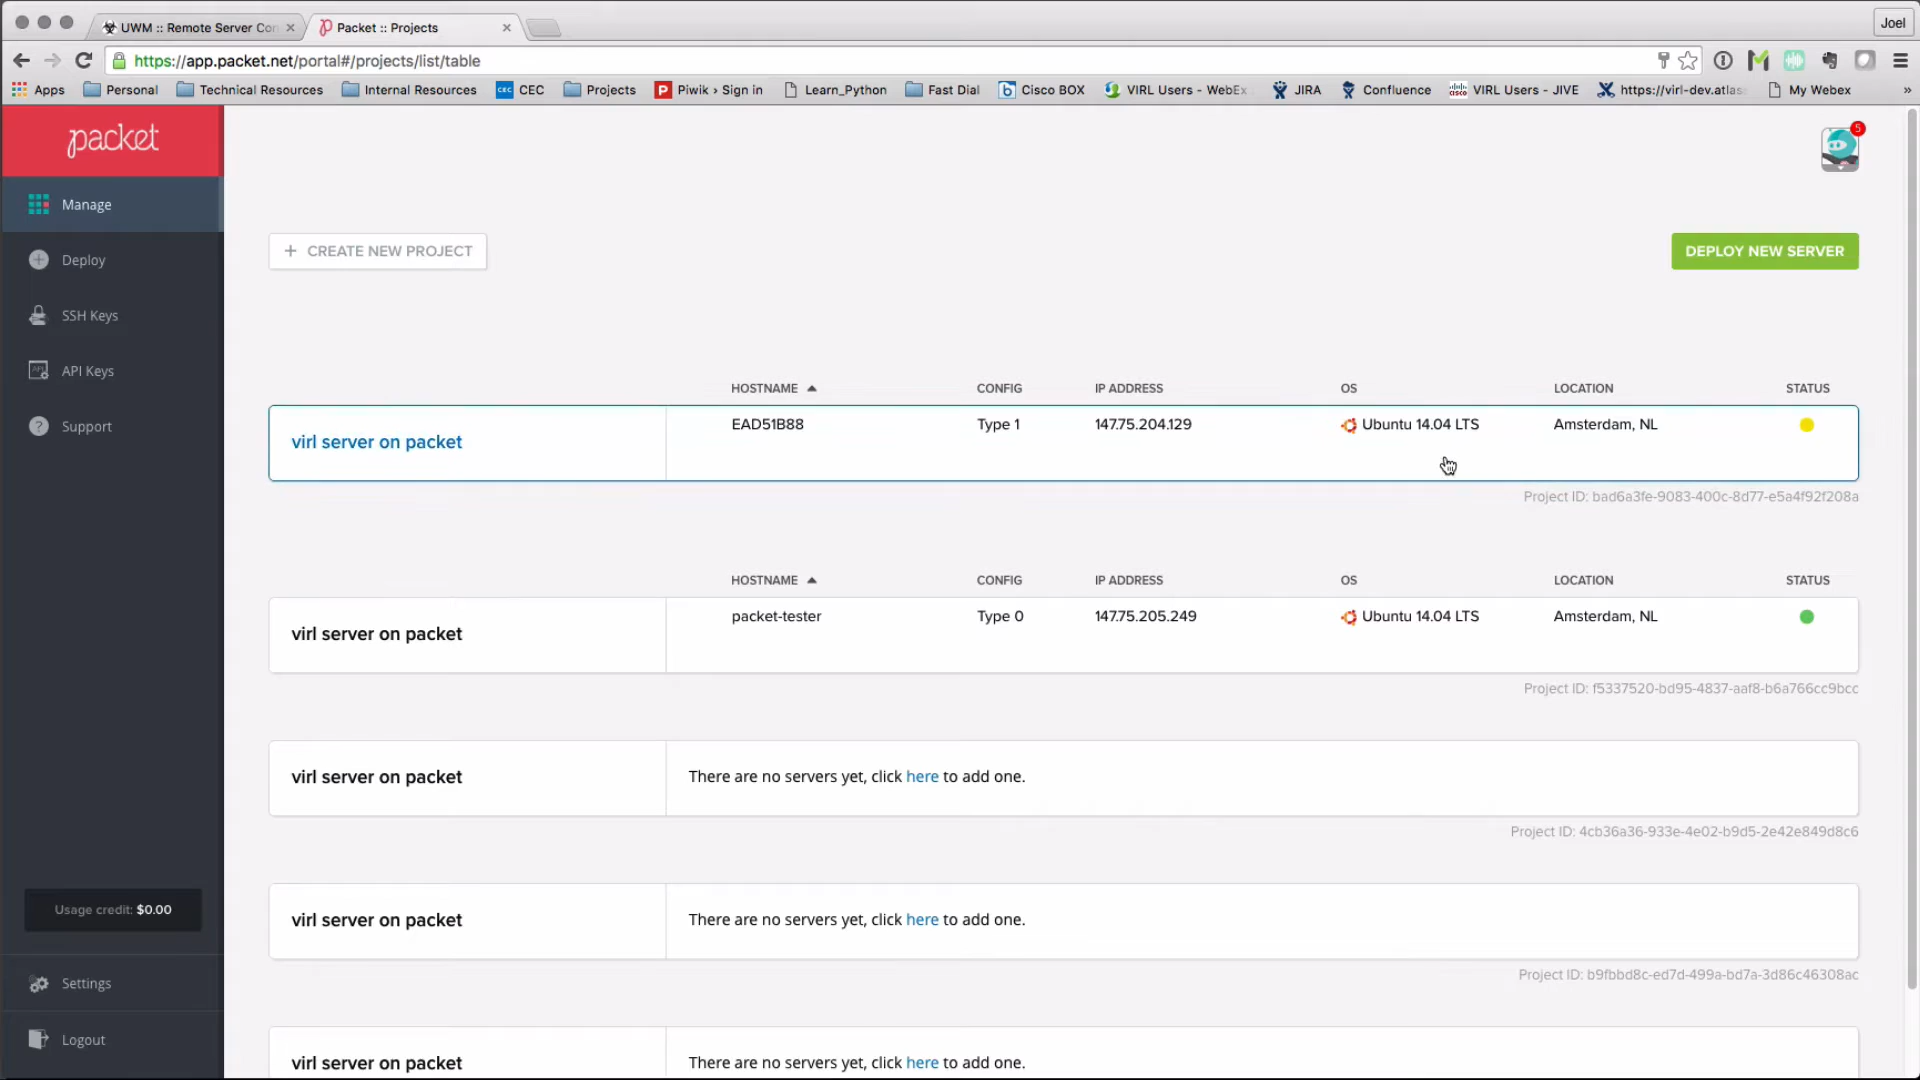 UWM :: Remote Server Con
Packet :: Projects
Joel
https://app.packet.net/portal#/projects/list/table
Apps Personal Technical Resources Internal Resources CEC Projects Piwik › Sign in Learn_Python Fast Dial Cisco BOX VIRL Users - WebEx JIRA Confluence VIRL Users - JIVE https://virl-dev.atlas My Webex »
packet
5
Manage
Deploy
SSH Keys
API Keys
Support
Usage credit: $0.00
Settings
Logout
+ CREATE NEW PROJECT
DEPLOY NEW SERVER
HOSTNAME CONFIG IP ADDRESS OS LOCATION STATUS
virl server on packet EAD51B88 Type 1 147.75.204.129 Ubuntu 14.04 LTS Amsterdam, NL
Project ID: bad6a3fe-9083-400c-8d77-e5a4f92f208a
HOSTNAME CONFIG IP ADDRESS OS LOCATION STATUS
virl server on packet packet-tester Type 0 147.75.205.249 Ubuntu 14.04 LTS Amsterdam, NL
Project ID: f5337520-bd95-4837-aaf8-b6a766cc9bcc
virl server on packet There are no servers yet, click here to add one.
Project ID: 4cb36a36-933e-4e02-b9d5-2e42e849d8c6
virl server on packet There are no servers yet, click here to add one.
Project ID: b9fbbd8c-ed7d-499a-bd7a-3d86c46308ac
virl server on packet There are no servers yet, click here to add one.